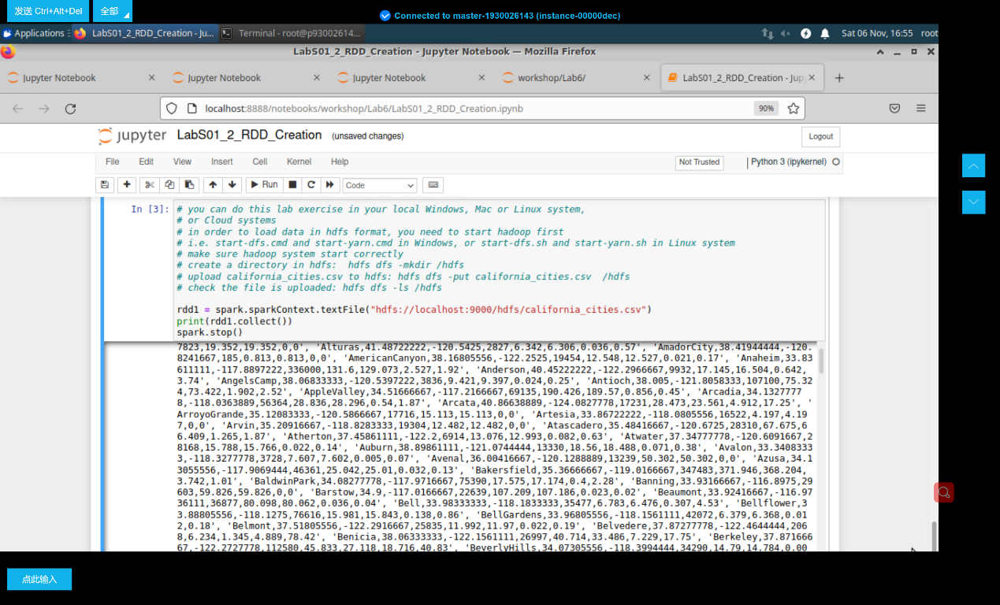 发送 Ctrl+Alt+Del 全部
Connected to master-1930026143 (instance-00000dec)
Applications LabS01_2_RDD_Creation - Ju... Terminal - root@p93002614... Sat 06 Nov, 16:55 root
LabS01_2_RDD_Creation - Jupyter Notebook — Mozilla Firefox
Jupyter Notebook Jupyter Notebook Jupyter Notebook workshop/Lab6/ LabS01_2_RDD_Creation - Jupy
localhost:8888/notebooks/workshop/Lab6/LabS01_2_RDD_Creation.ipynb 90%
jupyter LabS01_2_RDD_Creation (unsaved changes) Logout
File Edit View Insert Cell Kernel Help Not Trusted Python 3 (ipykernel)
Run Code
In [3]: # you can do this lab exercise in your local Windows, Mac or Linux system,
# or Cloud systems
# in order to load data in hdfs format, you need to start hadoop first
# i.e. start-dfs.cmd and start-yarn.cmd in Windows, or start-dfs.sh and start-yarn.sh in Linux system
# make sure hadoop system start correctly
# create a directory in hdfs:  hdfs dfs -mkdir /hdfs
# upload california_cities.csv to hdfs: hdfs dfs -put california_cities.csv  /hdfs
# check the file is uploaded: hdfs dfs -ls /hdfs
rdd1 = spark.sparkContext.textFile("hdfs://localhost:9000/hdfs/california_cities.csv")
print(rdd1.collect())
spark.stop()
7823,19.352,19.352,0,0', 'Alturas,41.48722222,-120.5425,2827,6.342,6.306,0.036,0.57', 'AmadorCity,38.41944444,-120.
8241667,185,0.813,0.813,0,0', 'AmericanCanyon,38.16805556,-122.2525,19454,12.548,12.527,0.021,0.17', 'Anaheim,33.83
611111,-117.8897222,336000,131.6,129.073,2.527,1.92', 'Anderson,40.45222222,-122.2966667,9932,17.145,16.504,0.642,
3.74', 'AngelsCamp,38.06833333,-120.5397222,3836,9.421,9.397,0.024,0.25', 'Antioch,38.005,-121.8058333,107100,75.32
4,73.422,1.902,2.52', 'AppleValley,34.51666667,-117.2166667,69135,190.426,189.57,0.856,0.45', 'Arcadia,34.1327777
8,-118.0363889,56364,28.836,28.296,0.54,1.87', 'Arcata,40.86638889,-124.0827778,17231,28.473,23.561,4.912,17.25', '
ArroyoGrande,35.12083333,-120.5866667,17716,15.113,15.113,0,0', 'Artesia,33.86722222,-118.0805556,16522,4.197,4.19
7,0,0', 'Arvin,35.20916667,-118.8283333,19304,12.482,12.482,0,0', 'Atascadero,35.48416667,-120.6725,28310,67.675,6
6.409,1.265,1.87', 'Atherton,37.45861111,-122.2,6914,13.076,12.993,0.082,0.63', 'Atwater,37.34777778,-120.6091667,2
8168,15.788,15.766,0.022,0.14', 'Auburn,38.89861111,-121.0744444,13330,18.56,18.488,0.071,0.38', 'Avalon,33.3408333
3,-118.3277778,3728,7.607,7.602,0.005,0.07', 'Avenal,36.00416667,-120.1288889,13239,50.302,50.302,0,0', 'Azusa,34.1
3055556,-117.9069444,46361,25.042,25.01,0.032,0.13', 'Bakersfield,35.36666667,-119.0166667,347483,371.946,368.204,
3.742,1.01', 'BaldwinPark,34.08277778,-117.9716667,75390,17.575,17.174,0.4,2.28', 'Banning,33.93166667,-116.8975,29
603,59.826,59.826,0,0', 'Barstow,34.9,-117.0166667,22639,107.209,107.186,0.023,0.02', 'Beaumont,33.92416667,-116.97
36111,36877,80.098,80.062,0.036,0.04', 'Bell,33.98333333,-118.1833333,35477,6.783,6.476,0.307,4.53', 'Bellflower,3
3.88805556,-118.1275,76616,15.981,15.843,0.138,0.86', 'BellGardens,33.96805556,-118.1561111,42072,6.379,6.368,0.01
2,0.18', 'Belmont,37.51805556,-122.2916667,25835,11.992,11.97,0.022,0.19', 'Belvedere,37.87277778,-122.4644444,206
8,6.234,1.345,4.889,78.42', 'Benicia,38.06333333,-122.1561111,26997,40.714,33.486,7.229,17.75', 'Berkeley,37.871666
67,-122.2727778,112580,45.833,27.118,18.716,40.83', 'BeverlyHills,34.07305556,-118.3994444,34290,14.79,14.784,0.00
点此输入